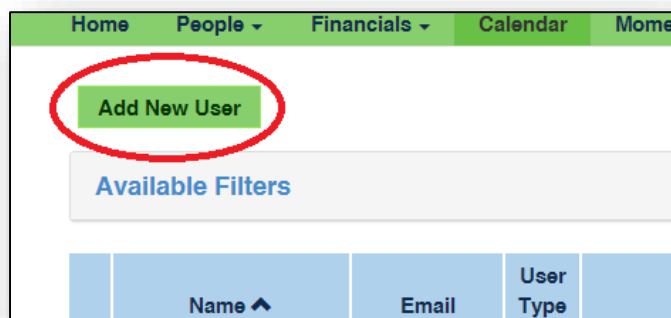 Home People Financials Calendar Mome
Add New User
Available Filters
Name Email User Type